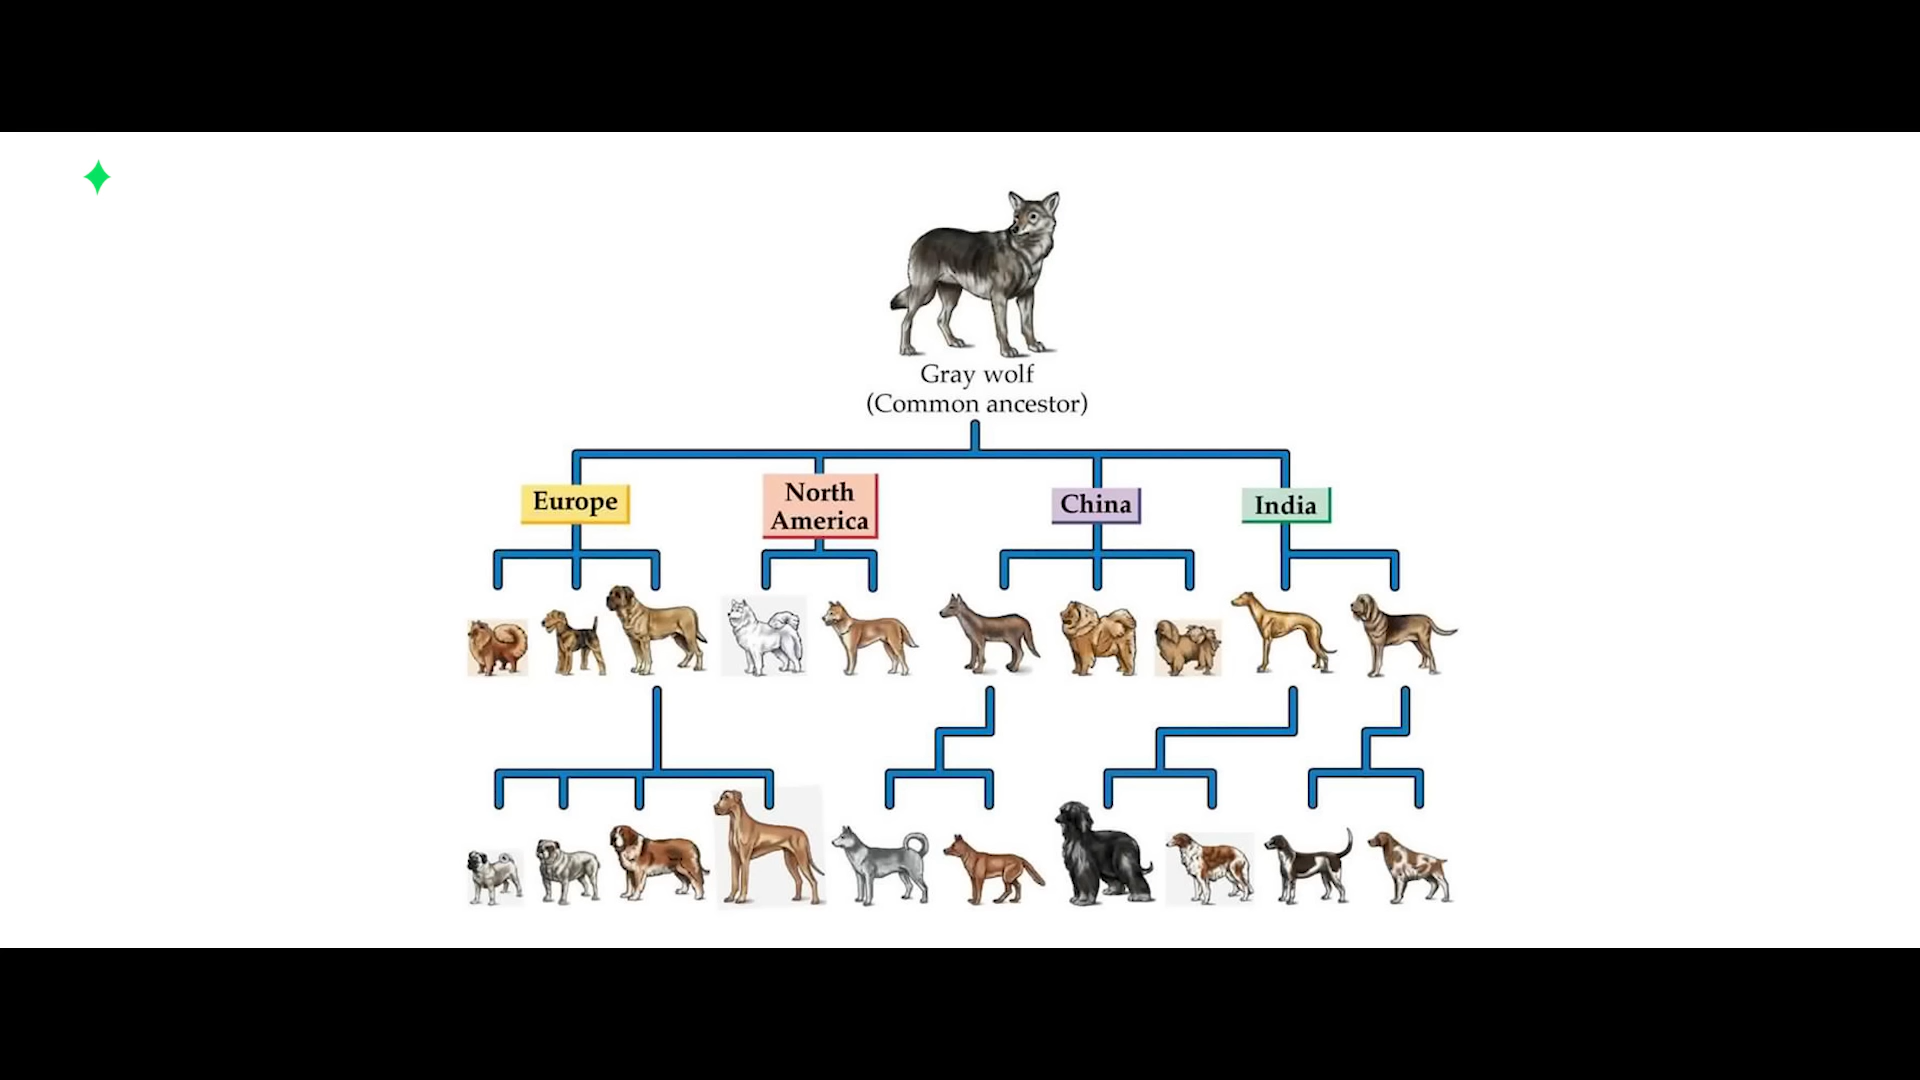 Gray wolf
(Common ancestor)
Europe
North
America
China
India